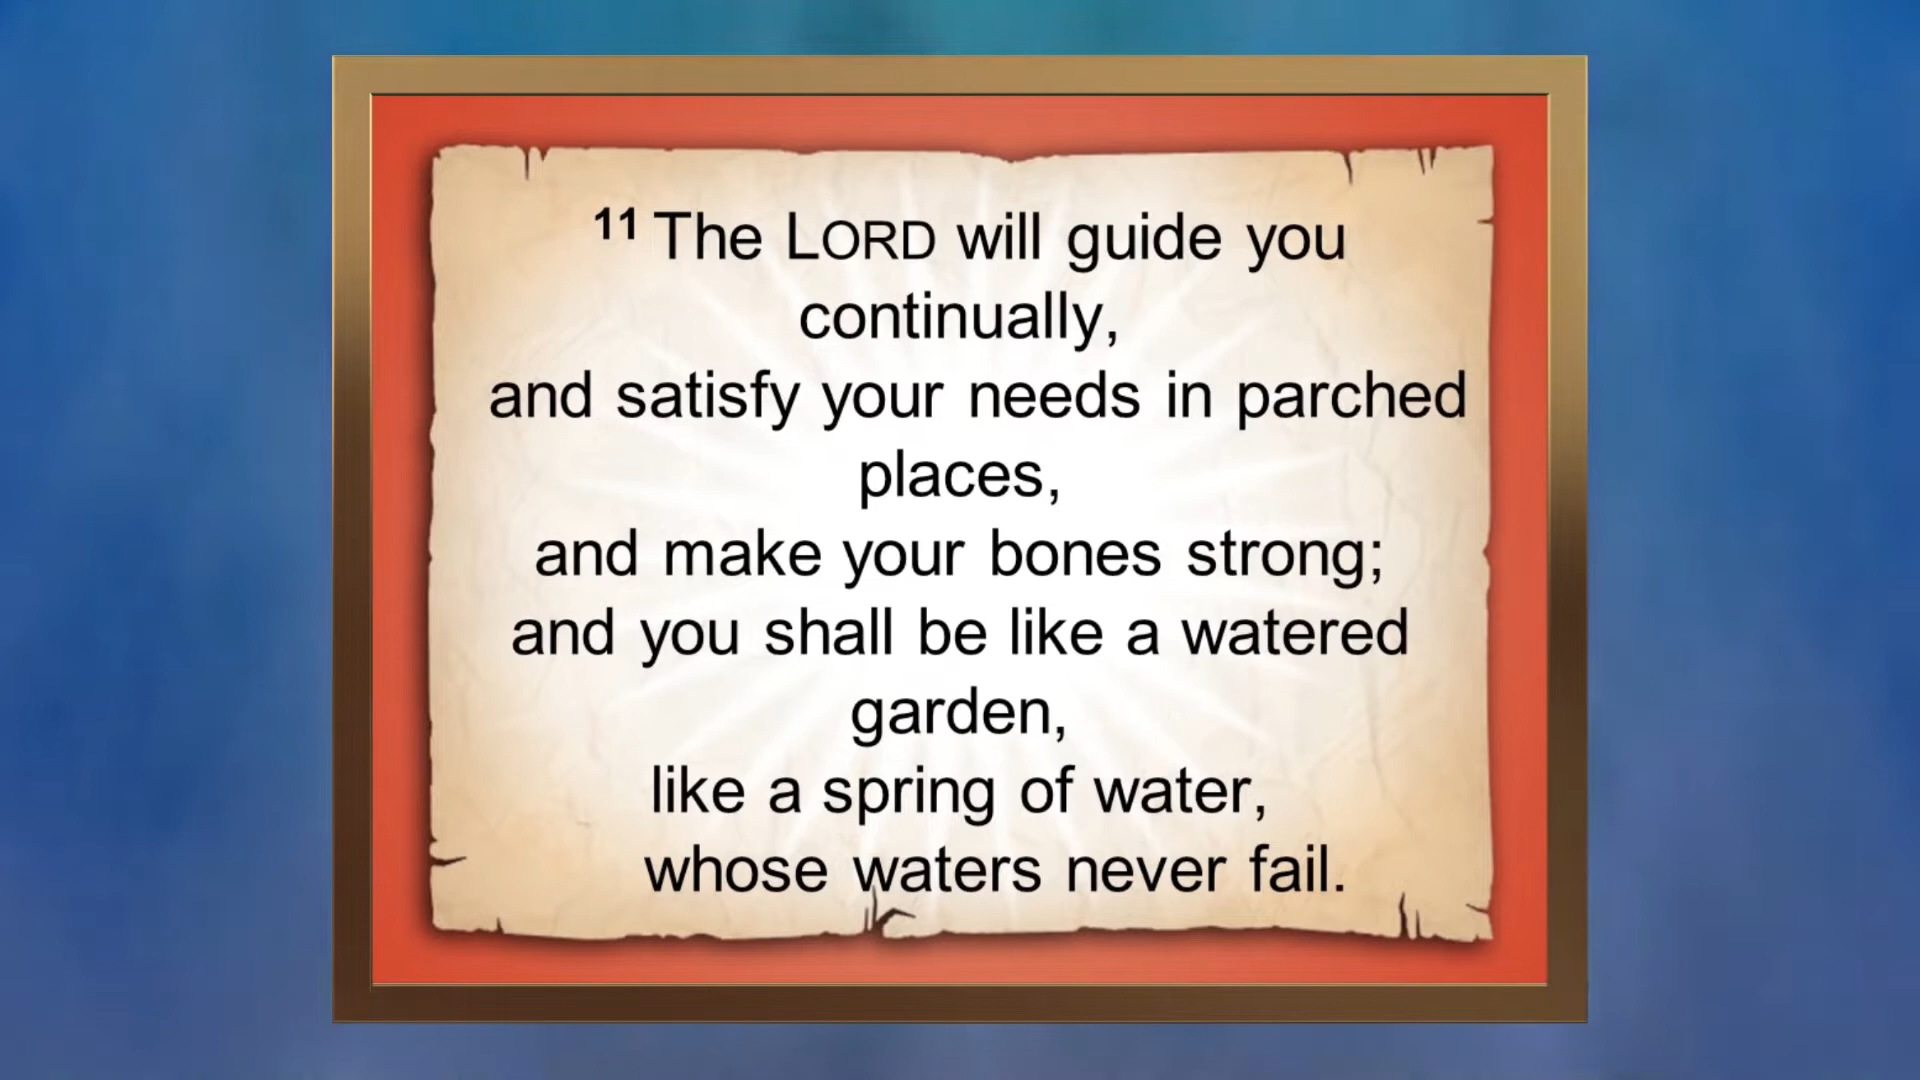 11 The LORD will guide you
continually,
and satisfy your needs in parched
places,
and make your bones strong;
and you shall be like a watered
garden,
like a spring of water,
whose waters never fail.